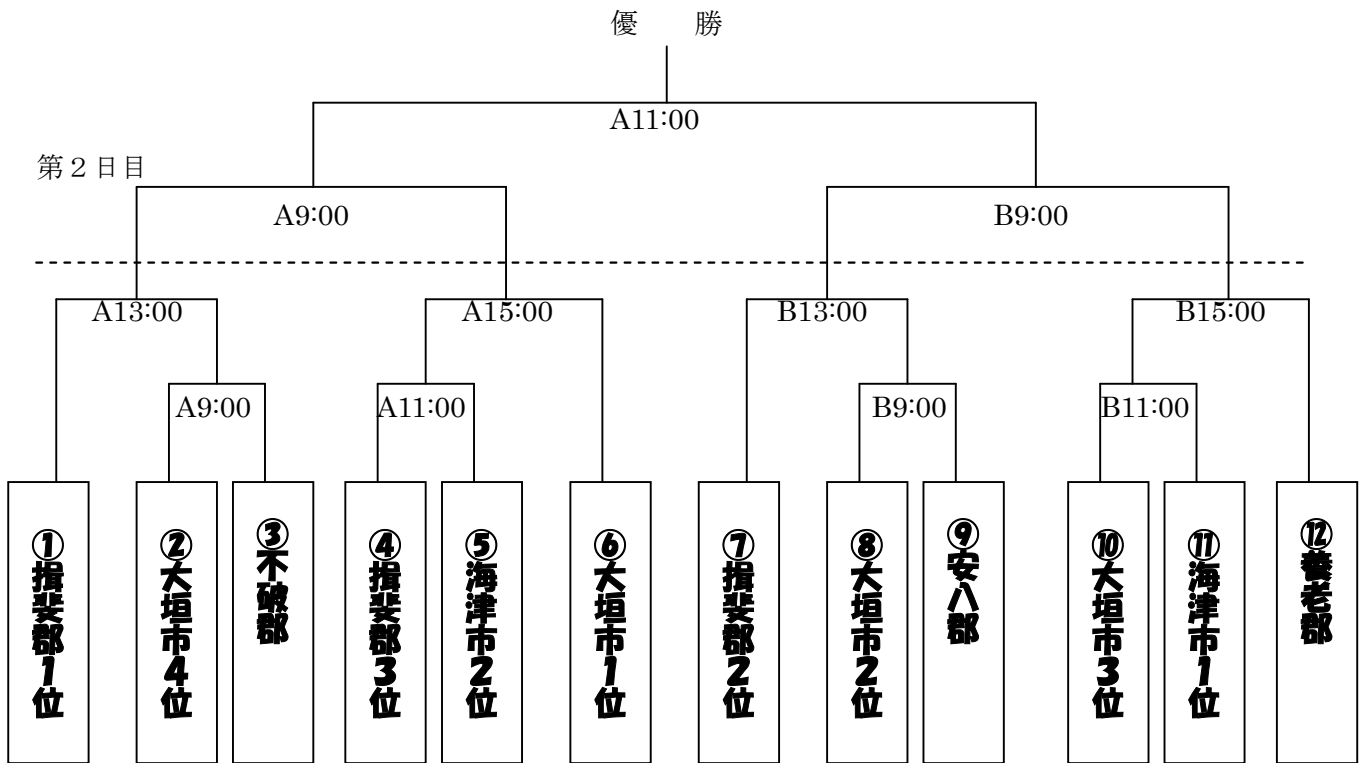 優　勝
A11:00
第２日目
A9:00
B9:00
A13:00
A15:00
B13:00
B15:00
A9:00
A11:00
B9:00
B11:00
①揖斐郡1位
②大垣市4位
③不破郡
④揖斐郡3位
⑤海津市2位
⑥大垣市1位
⑦揖斐郡2位
⑧大垣市2位
⑨安八郡
⑩大垣市3位
⑪海津市1位
⑫養老郡